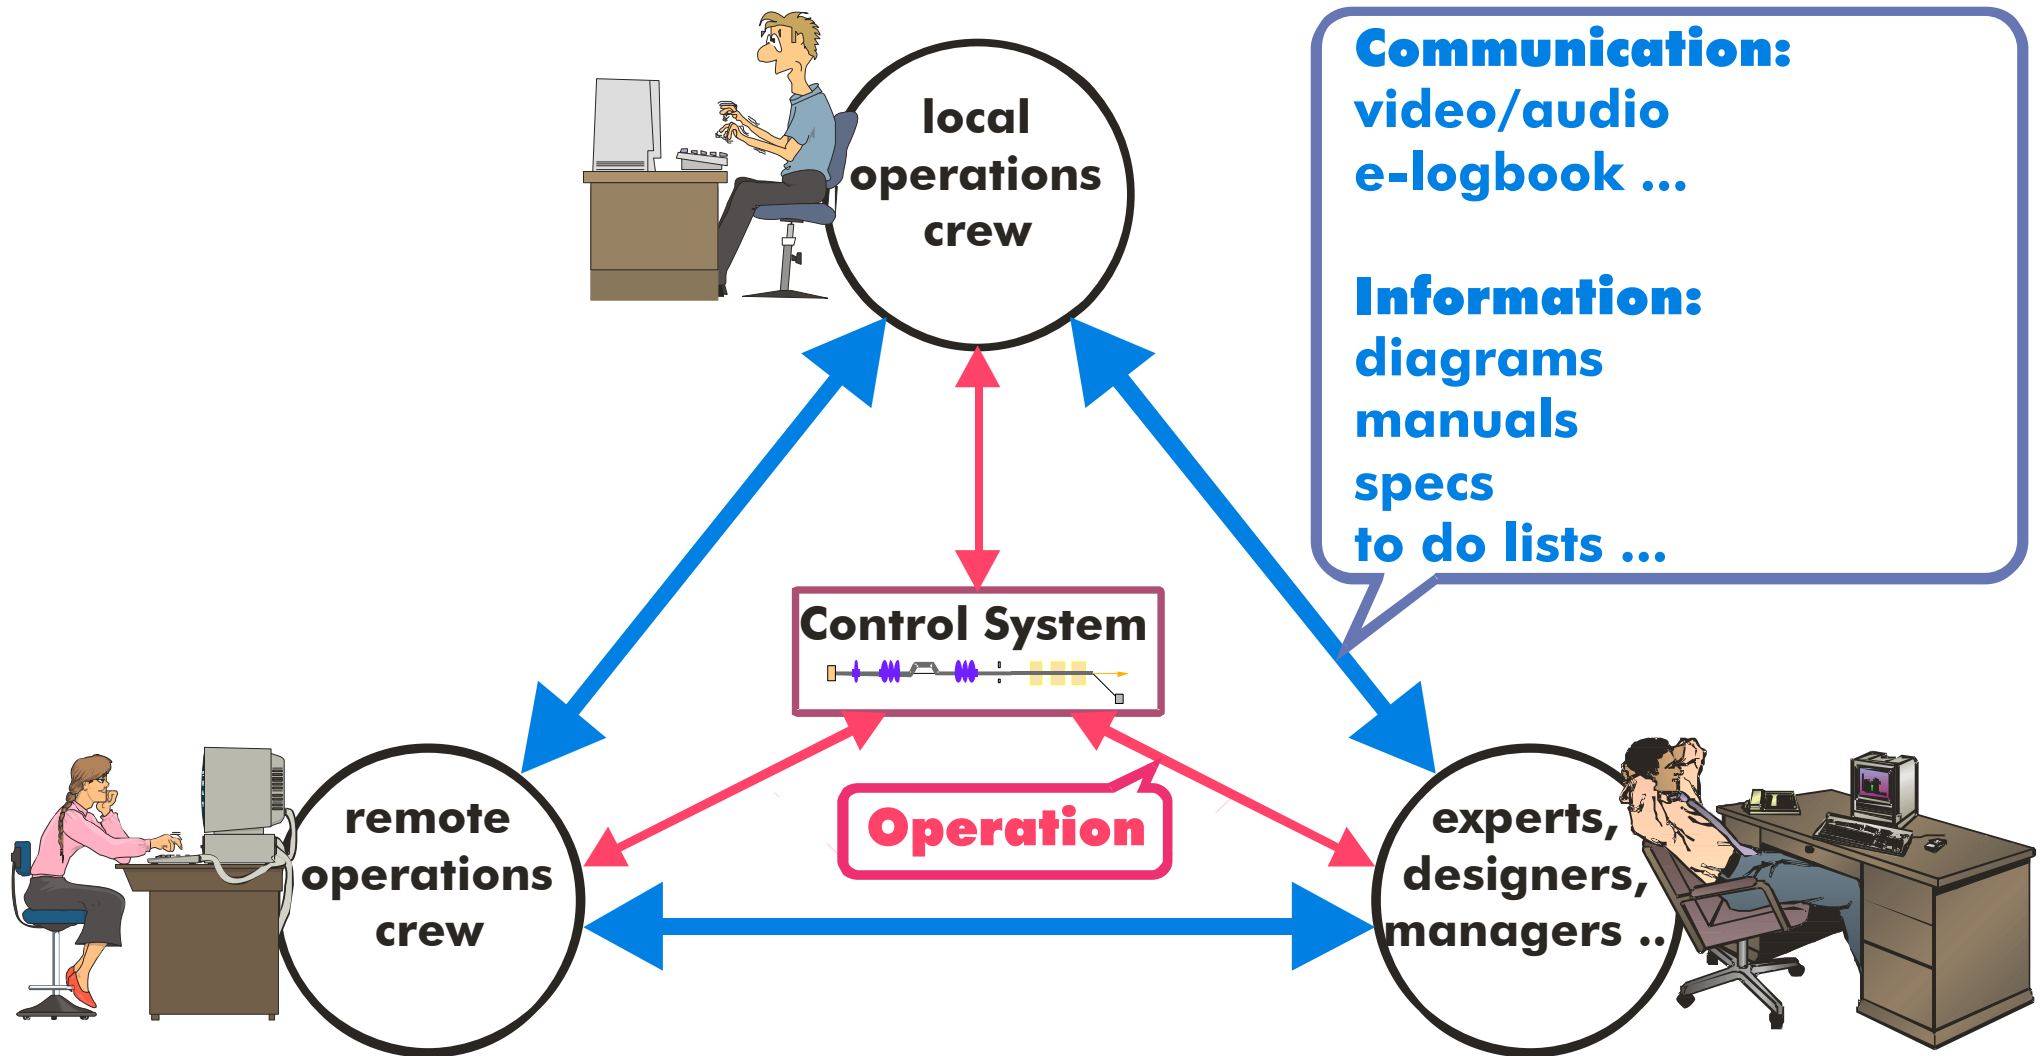 local
operations
crew
Communication:
video/audio
e-logbook ...
Information:
diagrams
manuals
specs
to do lists ...
Control System
Operation
remote
operations
crew
experts,
designers,
managers ..